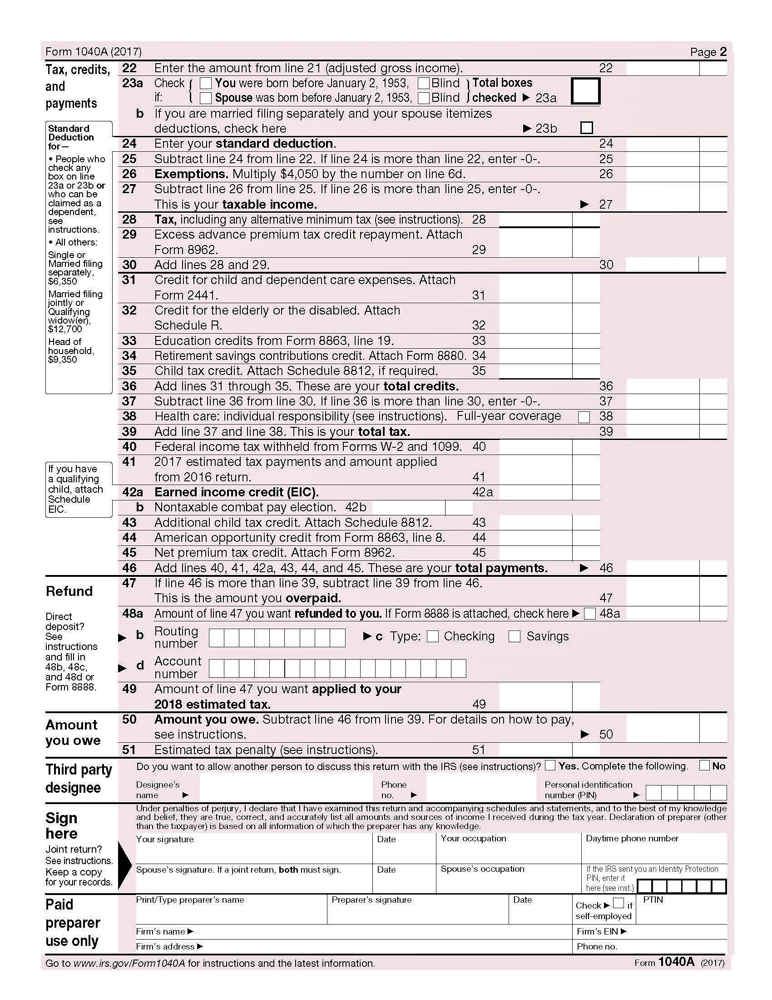 Form 1040A (2017) Page 2
Tax, credits, and payments
22 Enter the amount from line 21 (adjusted gross income). 22
23a Check if: { You were born before January 2, 1953, Blind } Total boxes
Spouse was born before January 2, 1953, Blind checked ▶ 23a
b If you are married filing separately and your spouse itemizes
deductions, check here ▶ 23b
Standard
Deduction
for—
• People who
check any
box on line
23a or 23b or
who can be
claimed as a
dependent,
see
instructions.
• All others:
Single or
Married filing
separately,
$6,350
Married filing
jointly or
Qualifying
widow(er),
$12,700
Head of
household,
$9,350
24 Enter your standard deduction. 24
25 Subtract line 24 from line 22. If line 24 is more than line 22, enter -0-. 25
26 Exemptions. Multiply $4,050 by the number on line 6d. 26
27 Subtract line 26 from line 25. If line 26 is more than line 25, enter -0-.
This is your taxable income. ▶ 27
28 Tax, including any alternative minimum tax (see instructions). 28
29 Excess advance premium tax credit repayment. Attach
Form 8962. 29
30 Add lines 28 and 29. 30
31 Credit for child and dependent care expenses. Attach
Form 2441. 31
32 Credit for the elderly or the disabled. Attach
Schedule R. 32
33 Education credits from Form 8863, line 19. 33
34 Retirement savings contributions credit. Attach Form 8880. 34
35 Child tax credit. Attach Schedule 8812, if required. 35
36 Add lines 31 through 35. These are your total credits. 36
37 Subtract line 36 from line 30. If line 36 is more than line 30, enter -0-. 37
38 Health care: individual responsibility (see instructions). Full-year coverage 38
39 Add line 37 and line 38. This is your total tax. 39
40 Federal income tax withheld from Forms W-2 and 1099. 40
41 2017 estimated tax payments and amount applied
from 2016 return. 41
If you have
a qualifying
child, attach
Schedule
EIC.
42a Earned income credit (EIC). 42a
b Nontaxable combat pay election. 42b
43 Additional child tax credit. Attach Schedule 8812. 43
44 American opportunity credit from Form 8863, line 8. 44
45 Net premium tax credit. Attach Form 8962. 45
46 Add lines 40, 41, 42a, 43, 44, and 45. These are your total payments. ▶ 46
Refund
47 If line 46 is more than line 39, subtract line 39 from line 46.
This is the amount you overpaid. 47
48a Amount of line 47 you want refunded to you. If Form 8888 is attached, check here ▶ 48a
Direct
deposit?
See
instructions
and fill in
48b, 48c,
and 48d or
Form 8888.
▶ b Routing
number
▶ c Type: Checking Savings
▶ d Account
number
49 Amount of line 47 you want applied to your
2018 estimated tax. 49
Amount
you owe
50 Amount you owe. Subtract line 46 from line 39. For details on how to pay,
see instructions. ▶ 50
51 Estimated tax penalty (see instructions). 51
Third party
designee
Do you want to allow another person to discuss this return with the IRS (see instructions)? Yes. Complete the following. No
Designee's
name ▶
Phone
no. ▶
Personal identification
number (PIN) ▶
Sign
here
Joint return?
See instructions.
Keep a copy
for your records.
Under penalties of perjury, I declare that I have examined this return and accompanying schedules and statements, and to the best of my knowledge
and belief, they are true, correct, and accurately list all amounts and sources of income I received during the tax year. Declaration of preparer (other
than the taxpayer) is based on all information of which the preparer has any knowledge.
Your signature Date Your occupation Daytime phone number
Spouse's signature. If a joint return, both must sign. Date Spouse's occupation
If the IRS sent you an Identity Protection
PIN, enter it
here (see inst.)
Paid
preparer
use only
Print/Type preparer's name Preparer's signature Date
Check ▶ if
self-employed
PTIN
Firm's name ▶ Firm's EIN ▶
Firm's address ▶ Phone no.
Go to www.irs.gov/Form1040A for instructions and the latest information. Form 1040A (2017)